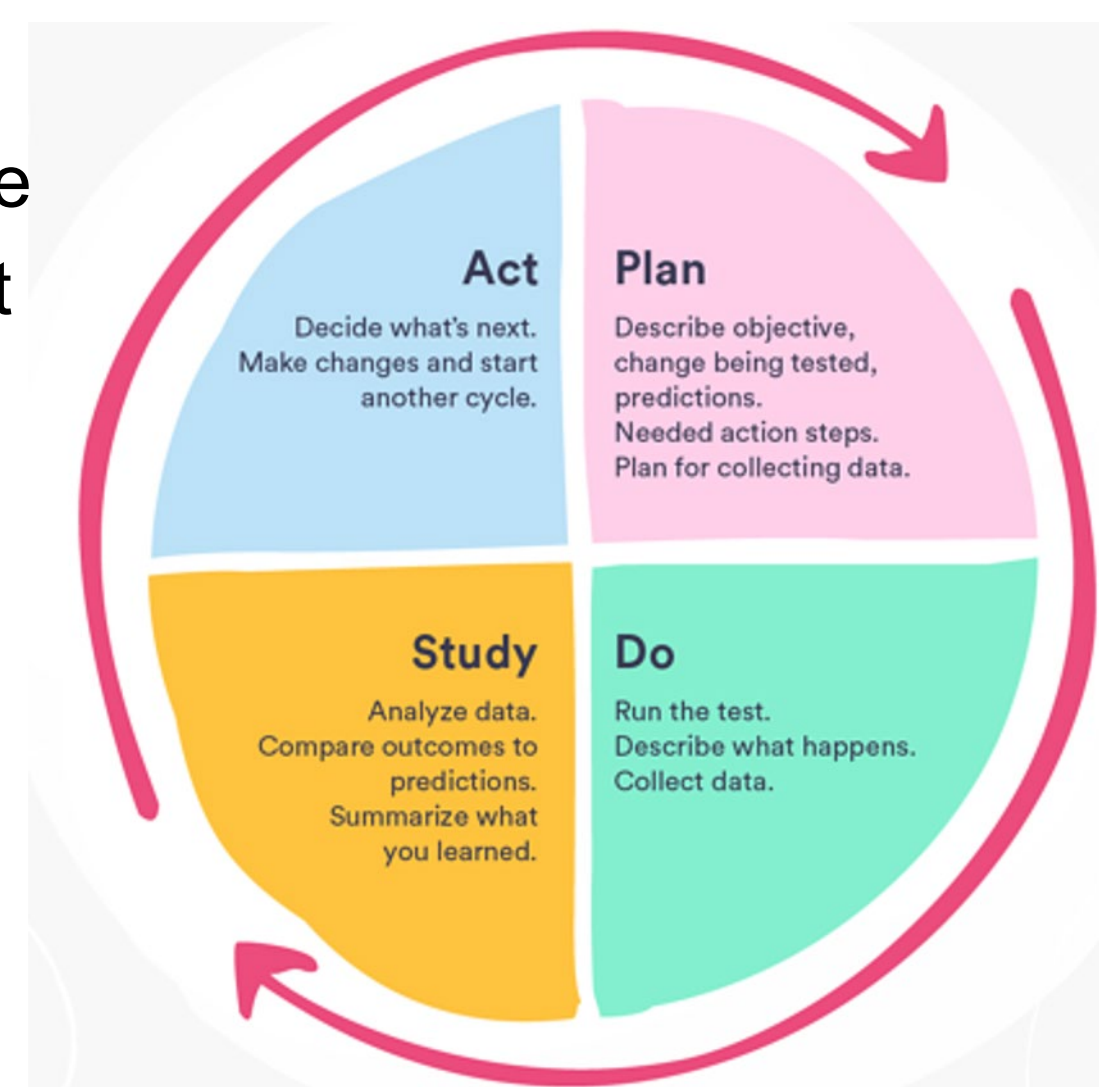 e
t
Act
Decide what's next.
Make changes and start
another cycle.
Plan
Describe objective,
change being tested,
predictions.
Needed action steps.
Plan for collecting data.
Study
Analyze data.
Compare outcomes to
predictions.
Summarize what
you learned.
Do
Run the test.
Describe what happens.
Collect data.